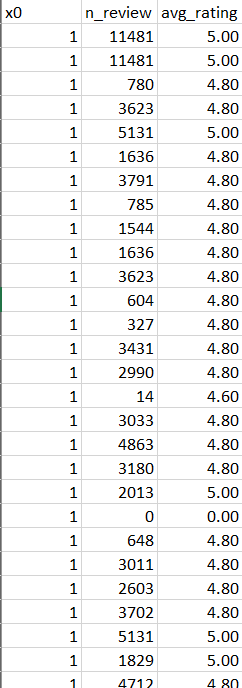 x0 n_review avg_rating
1 11481 5.00
1 11481 5.00
1 780 4.80
1 3623 4.80
1 5131 5.00
1 1636 4.80
1 3791 4.80
1 785 4.80
1 1544 4.80
1 1636 4.80
1 3623 4.80
1 604 4.80
1 327 4.80
1 3431 4.80
1 2990 4.80
1 14 4.60
1 3033 4.80
1 4863 4.80
1 3180 4.80
1 2013 5.00
1 0 0.00
1 648 4.80
1 3011 4.80
1 2603 4.80
1 3702 4.80
1 5131 5.00
1 1829 5.00
1 4712 4.80